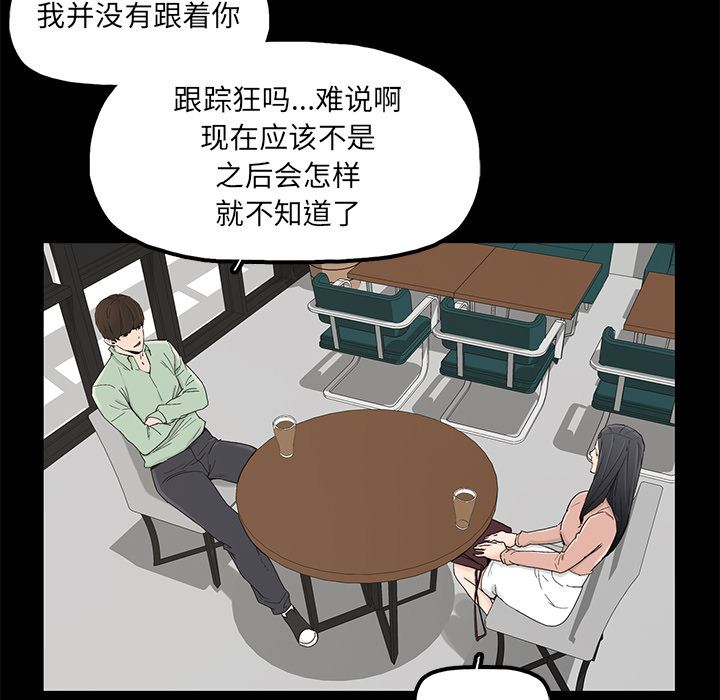 我并没有跟着你
跟踪狂吗...难说啊
现在应该不是
之后会怎样
就不知道了